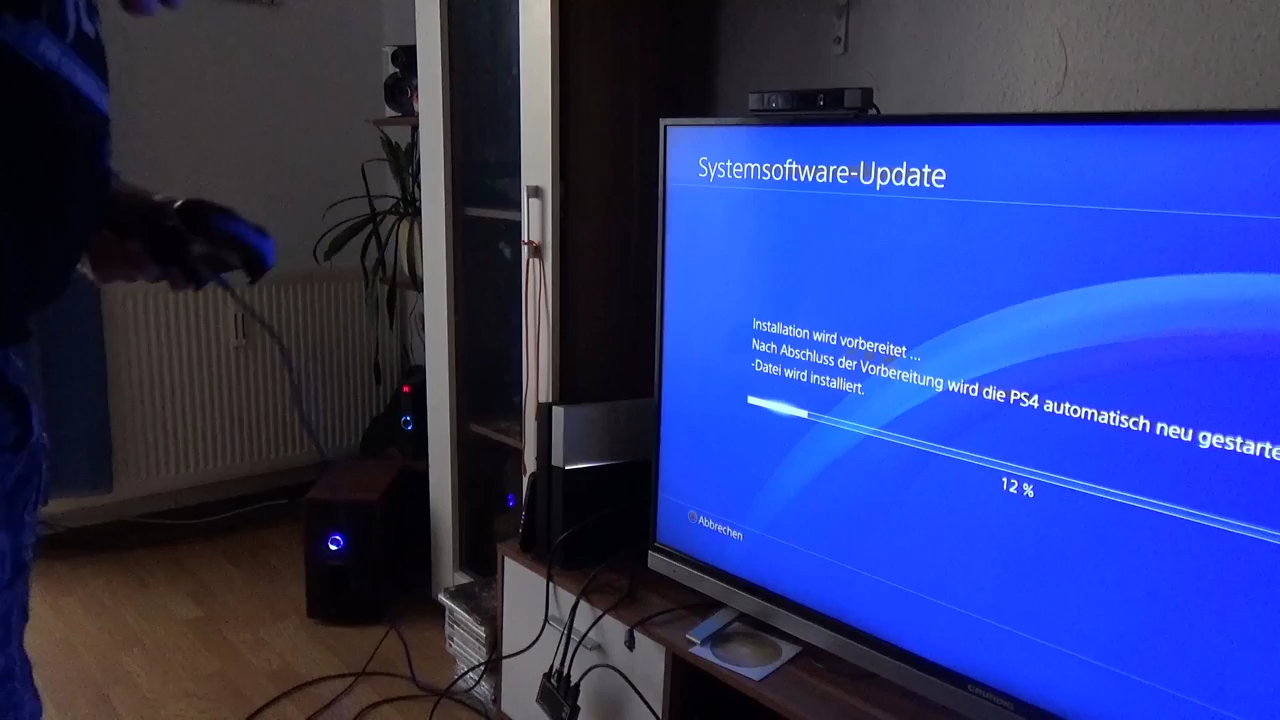 Systemsoftware-Update
Installation wird vorbereitet ...
Nach Abschluss der Vorbereitung wird die PS4 automatisch neu gestarte
-Datei wird installiert.
12 %
Abbrechen
GRUNDIG